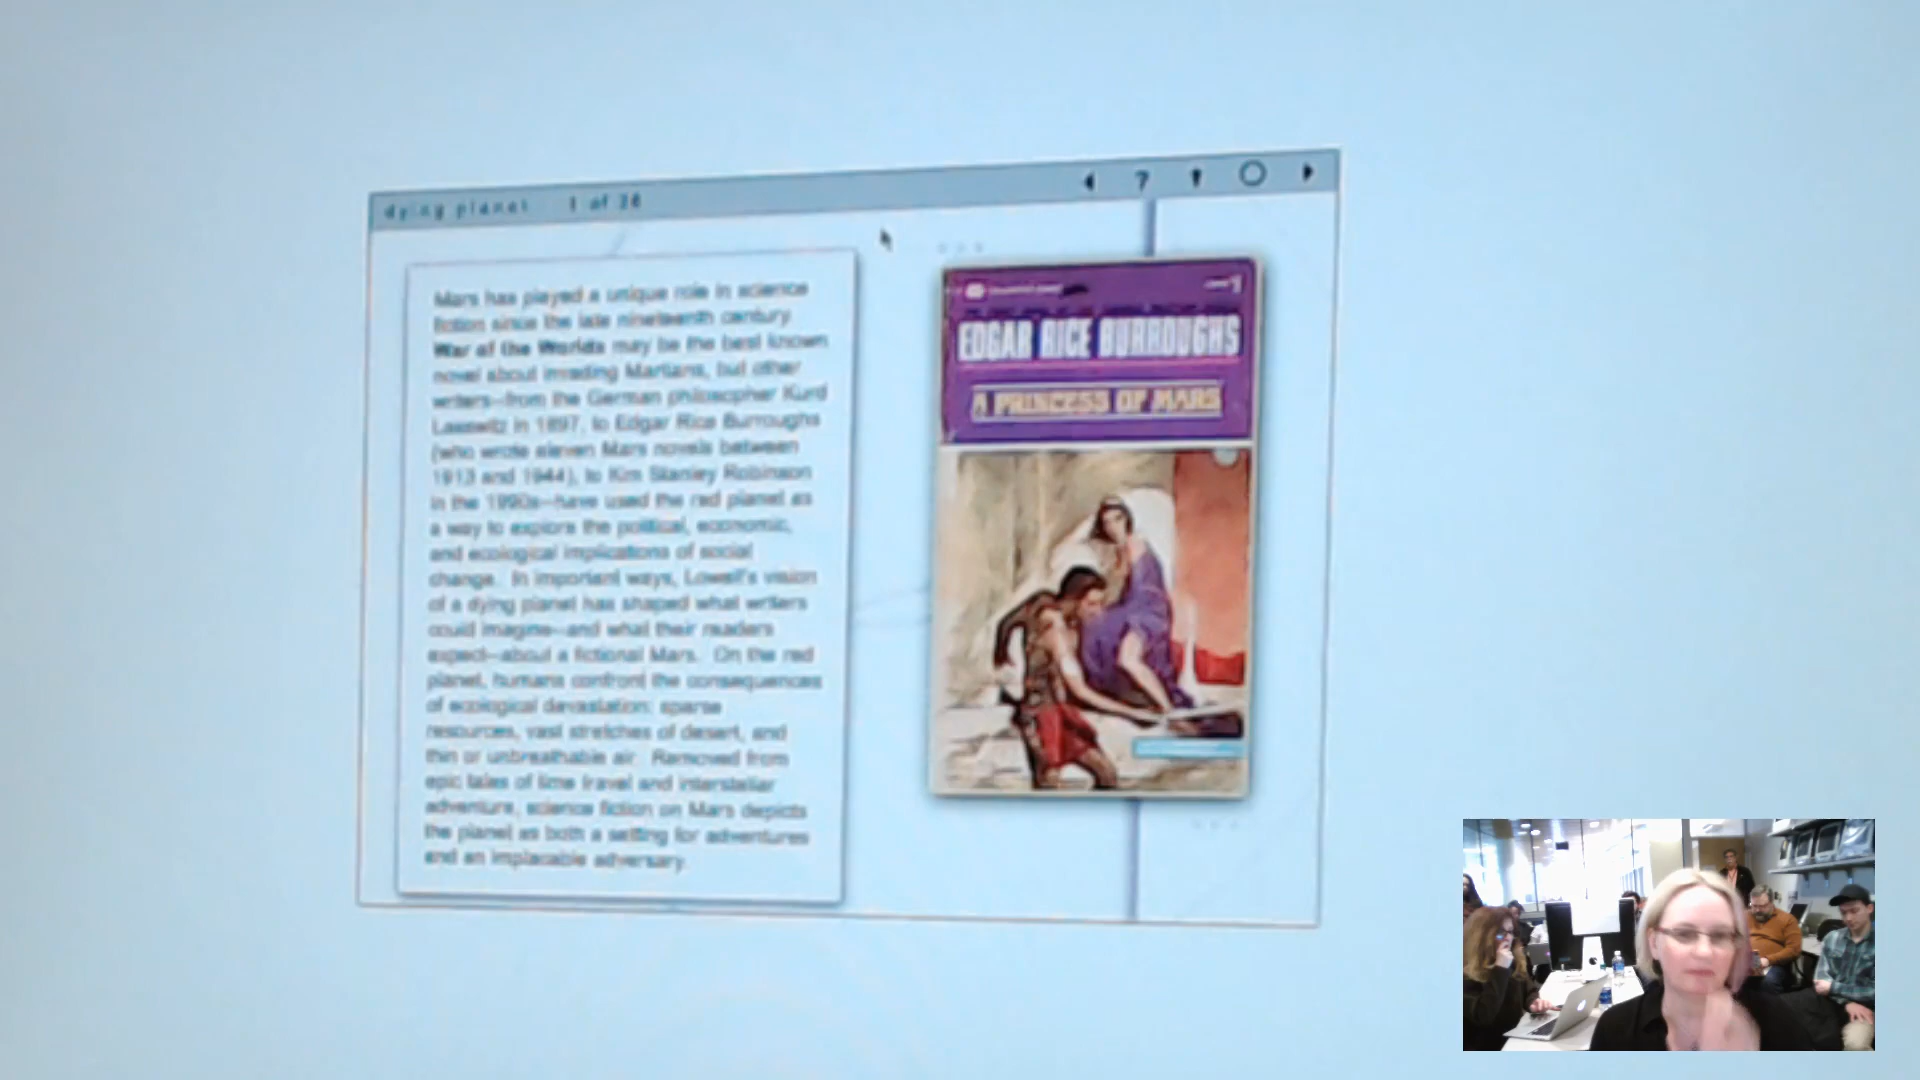 dying planet 1 of 36
?
Mars has played a unique role in science
fiction since the late nineteenth century.
War of the Worlds may be the best known
novel about invading Martians, but other
writers--from the German philosopher Kurd
Lasswitz in 1897, to Edgar Rice Burroughs
(who wrote eleven Mars novels between
1913 and 1944), to Kim Stanley Robinson
in the 1990s--have used the red planet as
a way to explore the political, economic,
and ecological implications of social
change. In important ways, Lowell's vision
of a dying planet has shaped what writers
could imagine--and what their readers
expect--about a fictional Mars. On the red
planet, humans confront the consequences
of ecological devastation: sparse
resources, vast stretches of desert, and
thin or unbreathable air. Removed from
epic tales of time travel and interstellar
adventure, science fiction on Mars depicts
the planet as both a setting for adventures
and an implacable adversary.
EDGAR RICE BURROUGHS
A PRINCESS OF MARS